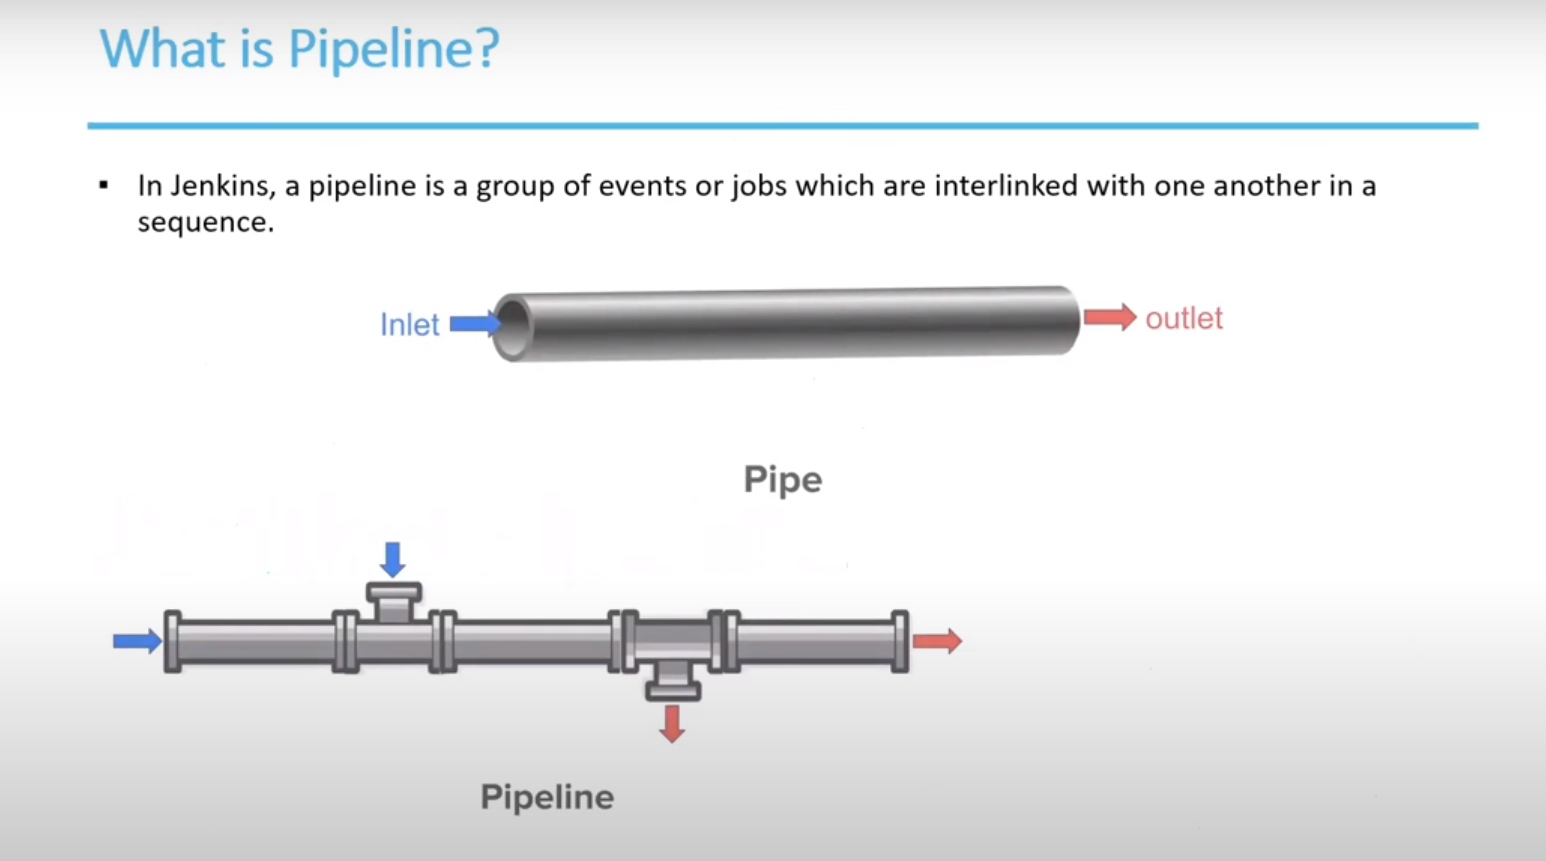 What is Pipeline?
▪ In Jenkins, a pipeline is a group of events or jobs which are interlinked with one another in a
sequence.
Inlet
outlet
Pipe
Pipeline